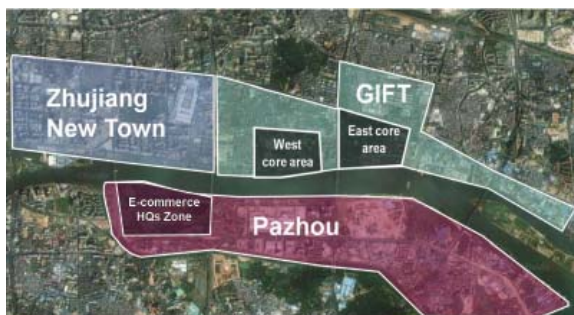 Zhujiang
New Town
GIFT
West
core area
East core
area
E-commerce
HQs Zone
Pazhou